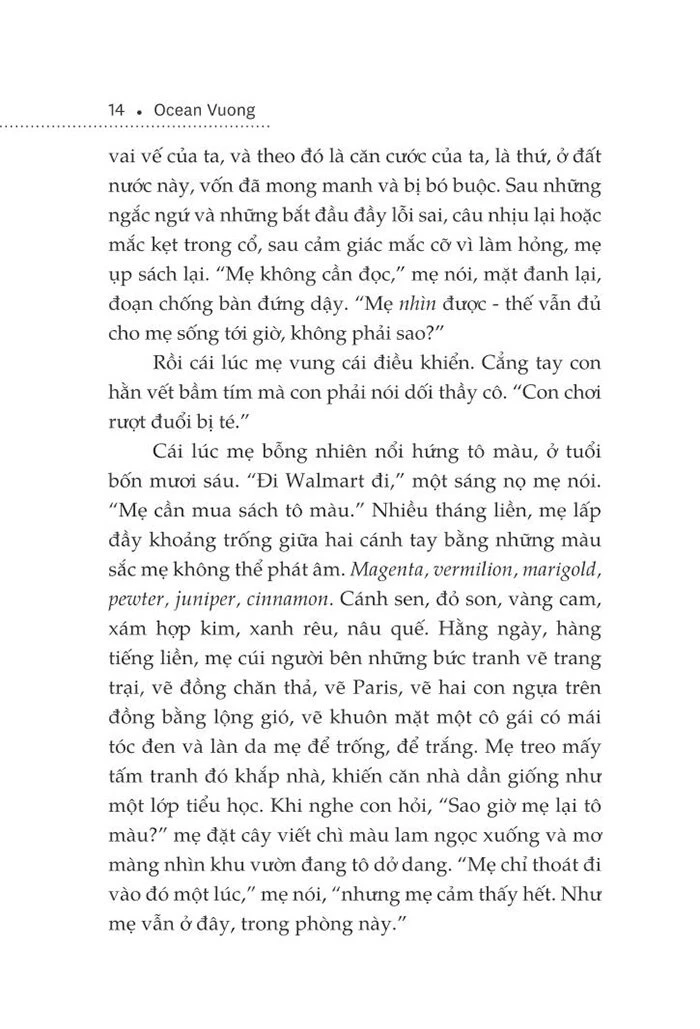 14 • Ocean Vuong
vai vế của ta, và theo đó là căn cước của ta, là thứ, ở đất
nước này, vốn đã mong manh và bị bó buộc. Sau những
ngắc ngứ và những bắt đầu đầy lỗi sai, câu nhịu lại hoặc
mắc kẹt trong cổ, sau cảm giác mắc cỡ vì làm hỏng, mẹ
ụp sách lại. “Mẹ không cần đọc,” mẹ nói, mặt đanh lại,
đoạn chống bàn đứng dậy. “Mẹ nhìn được - thế vẫn đủ
cho mẹ sống tới giờ, không phải sao?”
Rồi cái lúc mẹ vung cái điều khiển. Cẳng tay con
hằn vết bầm tím mà con phải nói dối thầy cô. “Con chơi
rượt đuổi bị té.”
Cái lúc mẹ bỗng nhiên nổi hứng tô màu, ở tuổi
bốn mươi sáu. “Đi Walmart đi,” một sáng nọ mẹ nói.
“Mẹ cần mua sách tô màu.” Nhiều tháng liền, mẹ lấp
đầy khoảng trống giữa hai cánh tay bằng những màu
sắc mẹ không thể phát âm. Magenta, vermilion, marigold,
pewter, juniper, cinnamon. Cánh sen, đỏ son, vàng cam,
xám hợp kim, xanh rêu, nâu quế. Hằng ngày, hàng
tiếng liền, mẹ cúi người bên những bức tranh vẽ trang
trại, vẽ đồng chăn thả, vẽ Paris, vẽ hai con ngựa trên
đồng bằng lộng gió, vẽ khuôn mặt một cô gái có mái
tóc đen và làn da mẹ để trống, để trắng. Mẹ treo mấy
tấm tranh đó khắp nhà, khiến căn nhà dần giống như
một lớp tiểu học. Khi nghe con hỏi, “Sao giờ mẹ lại tô
màu?” mẹ đặt cây viết chì màu lam ngọc xuống và mơ
màng nhìn khu vườn đang tô dở dang. “Mẹ chỉ thoát đi
vào đó một lúc,” mẹ nói, “nhưng mẹ cảm thấy hết. Như
mẹ vẫn ở đây, trong phòng này.”